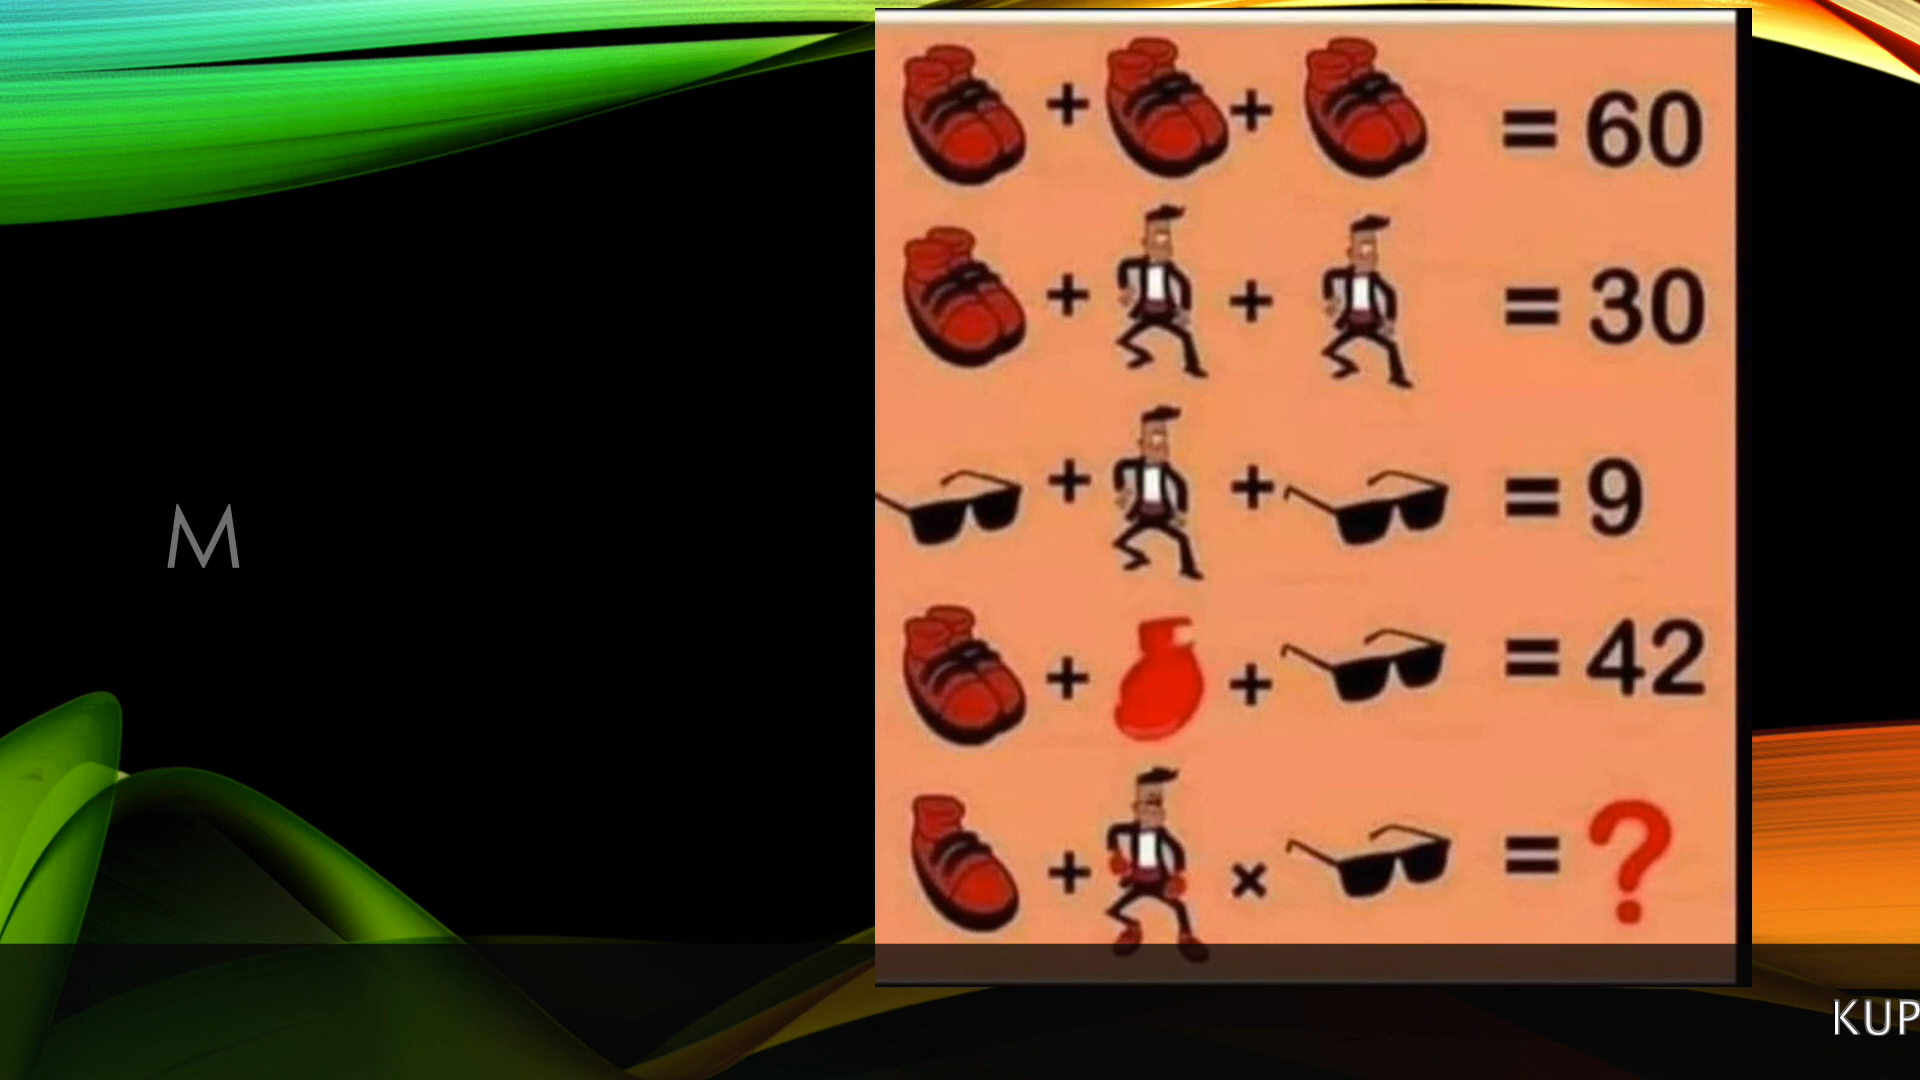 M
+ + = 60
+ + = 30
+ + = 9
+ + = 42
+ × = ?
KUP